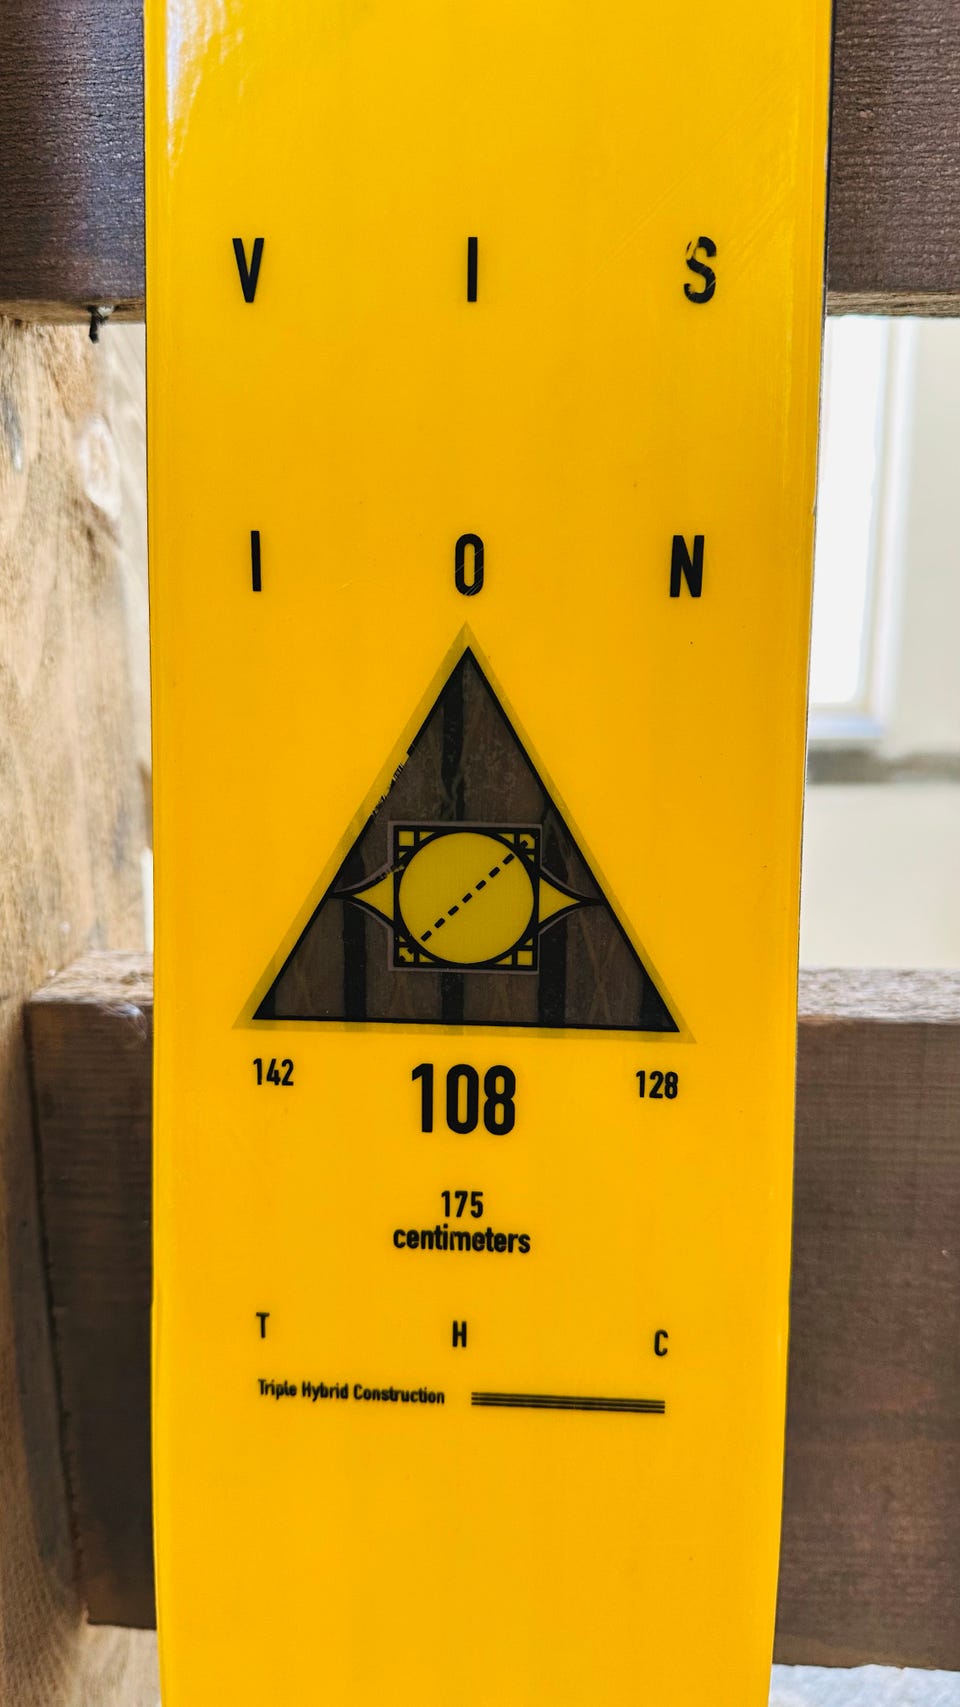 V I S
I O N
142 108 128
175
centimeters
T H C
Triple Hybrid Construction